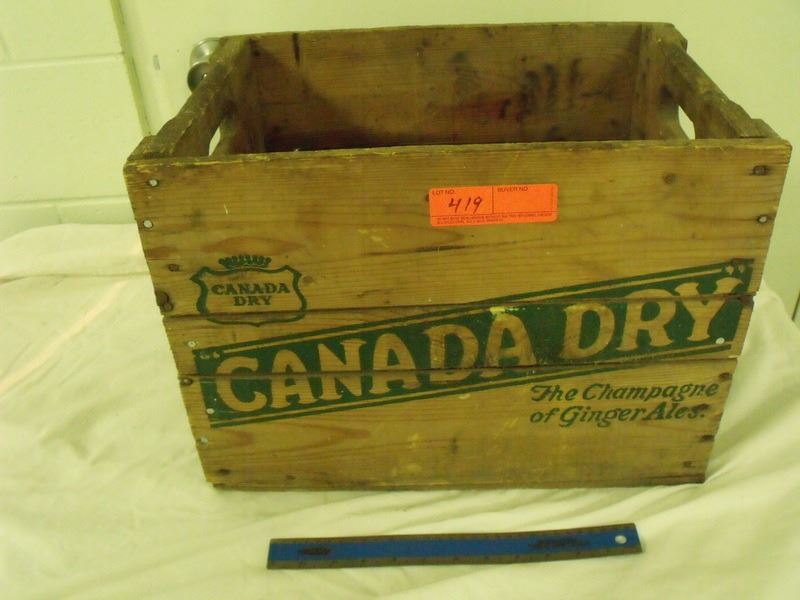 LOT NO. BUYER NO.
419
CANADA
DRY
"CANADA DRY"
The Champagne
of Ginger Ales.